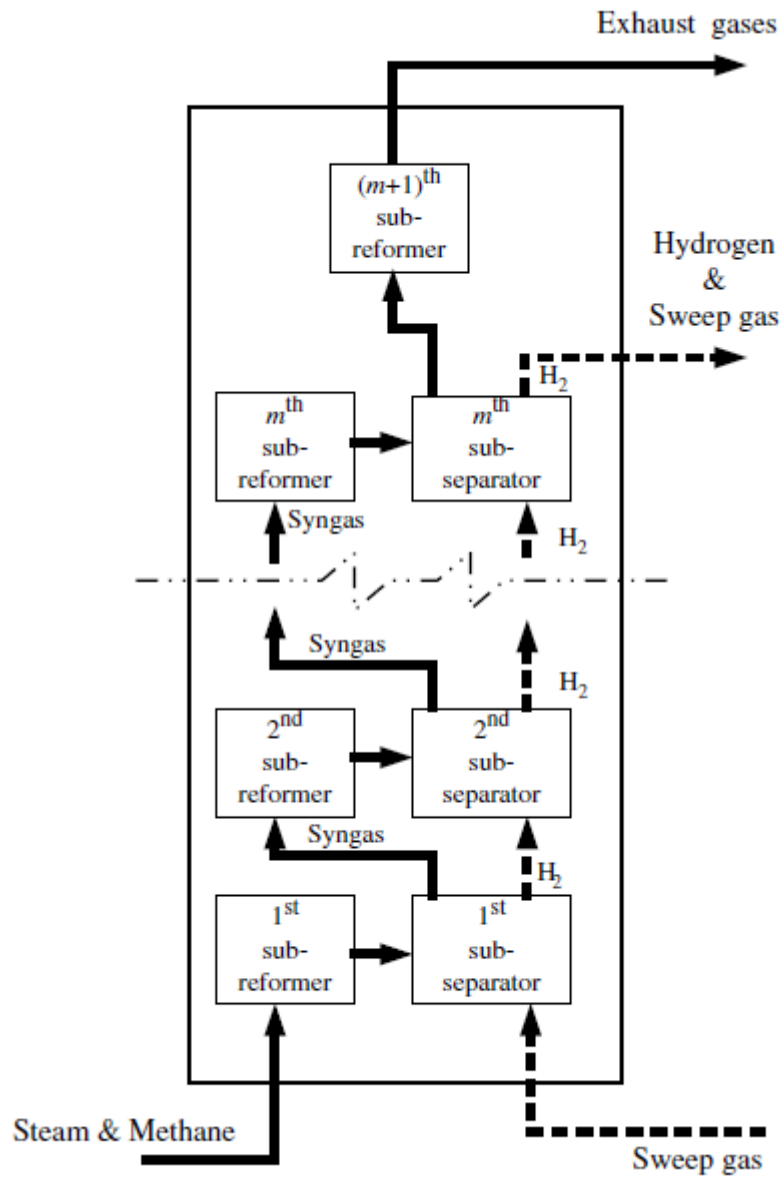 Exhaust gases
(m+1)th
sub-
reformer
Hydrogen
&
Sweep gas
H2
mth
sub-
reformer
mth
sub-
separator
Syngas
H2
Syngas
H2
2nd
sub-
reformer
2nd
sub-
separator
Syngas
H2
1st
sub-
reformer
1st
sub-
separator
Steam & Methane
Sweep gas